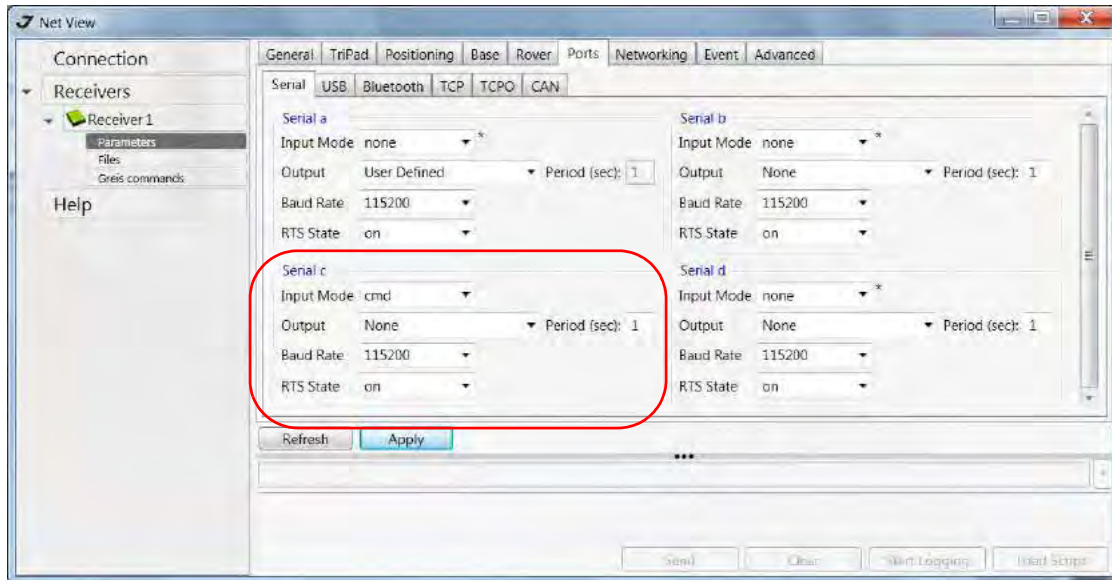 Net View
Connection
Receivers
Receiver 1
Parameters
Files
Greis commands
Help
General TriPad Positioning Base Rover Ports Networking Event Advanced
Serial USB Bluetooth TCP TCPO CAN
Serial a
Input Mode none *
Output User Defined Period (sec): 1
Baud Rate 115200
RTS State on
Serial b
Input Mode none *
Output None Period (sec): 1
Baud Rate 115200
RTS State on
Serial c
Input Mode cmd
Output None Period (sec): 1
Baud Rate 115200
RTS State on
Serial d
Input Mode none *
Output None Period (sec): 1
Baud Rate 115200
RTS State on
Refresh Apply
Send Clear Start Logging Load Script